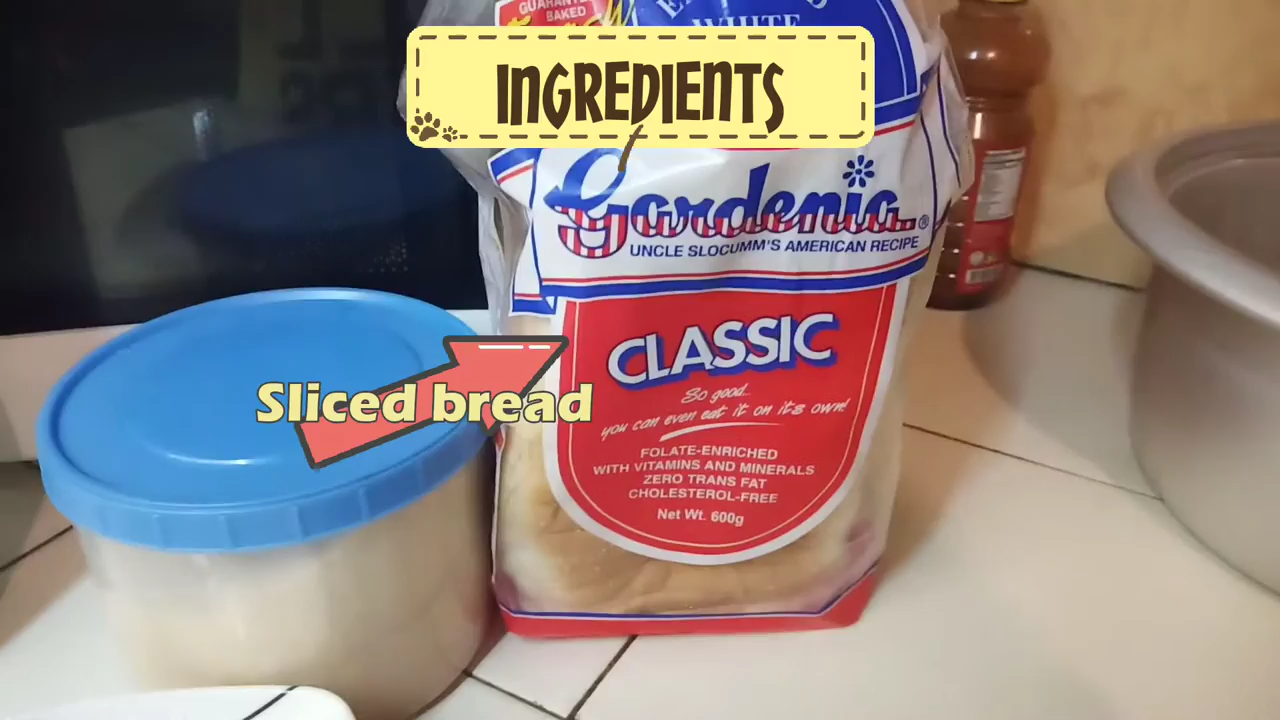 GUARANTEED
BAKED
WHITE
INGREDIENTS
Gardenia®
UNCLE SLOCUMM'S AMERICAN RECIPE
CLASSIC
So good...
you can even eat it on its own!
Sliced bread
FOLATE-ENRICHED
WITH VITAMINS AND MINERALS
ZERO TRANS FAT
CHOLESTEROL-FREE
Net Wt. 600g